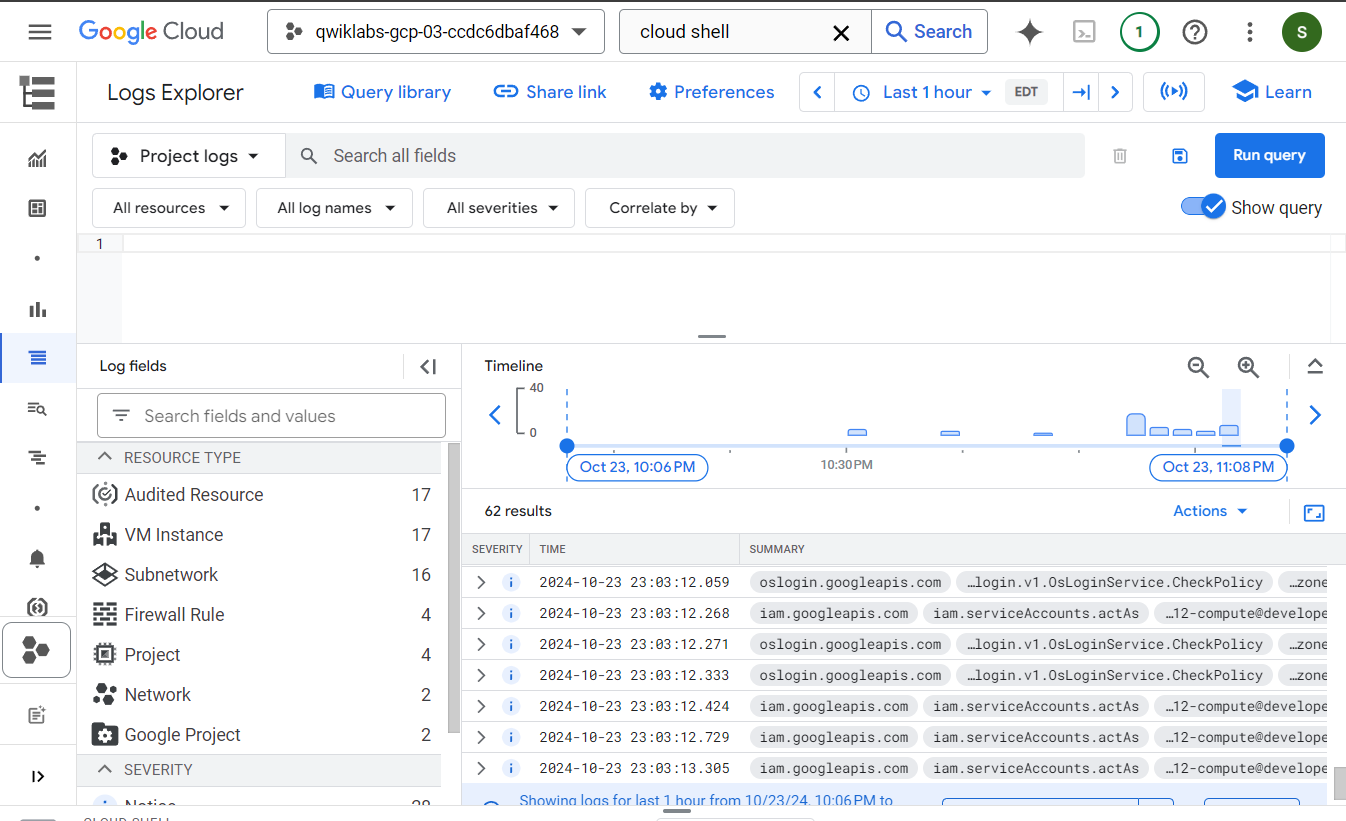 Google Cloud qwiklabs-gcp-03-ccdc6dbaf468 cloud shell Search 1 S
Logs Explorer Query library Share link Preferences Last 1 hour EDT Learn
Project logs Search all fields Run query
All resources All log names All severities Correlate by Show query
1
Log fields
Search fields and values
RESOURCE TYPE
Audited Resource 17
VM Instance 17
Subnetwork 16
Firewall Rule 4
Project 4
Network 2
Google Project 2
SEVERITY
Notice 28
Timeline
40
0
Oct 23, 10:06 PM 10:30 PM Oct 23, 11:08 PM
62 results Actions
SEVERITY TIME SUMMARY
2024-10-23 23:03:12.059 oslogin.googleapis.com …login.v1.OsLoginService.CheckPolicy …zone
2024-10-23 23:03:12.268 iam.googleapis.com iam.serviceAccounts.actAs …12-compute@develope
2024-10-23 23:03:12.271 oslogin.googleapis.com …login.v1.OsLoginService.CheckPolicy …zone
2024-10-23 23:03:12.333 oslogin.googleapis.com …login.v1.OsLoginService.CheckPolicy …zone
2024-10-23 23:03:12.424 iam.googleapis.com iam.serviceAccounts.actAs …12-compute@develope
2024-10-23 23:03:12.729 iam.googleapis.com iam.serviceAccounts.actAs …12-compute@develope
2024-10-23 23:03:13.305 iam.googleapis.com iam.serviceAccounts.actAs …12-compute@develope
Showing logs for last 1 hour from 10/23/24, 10:06 PM to
CLOUD SHELL